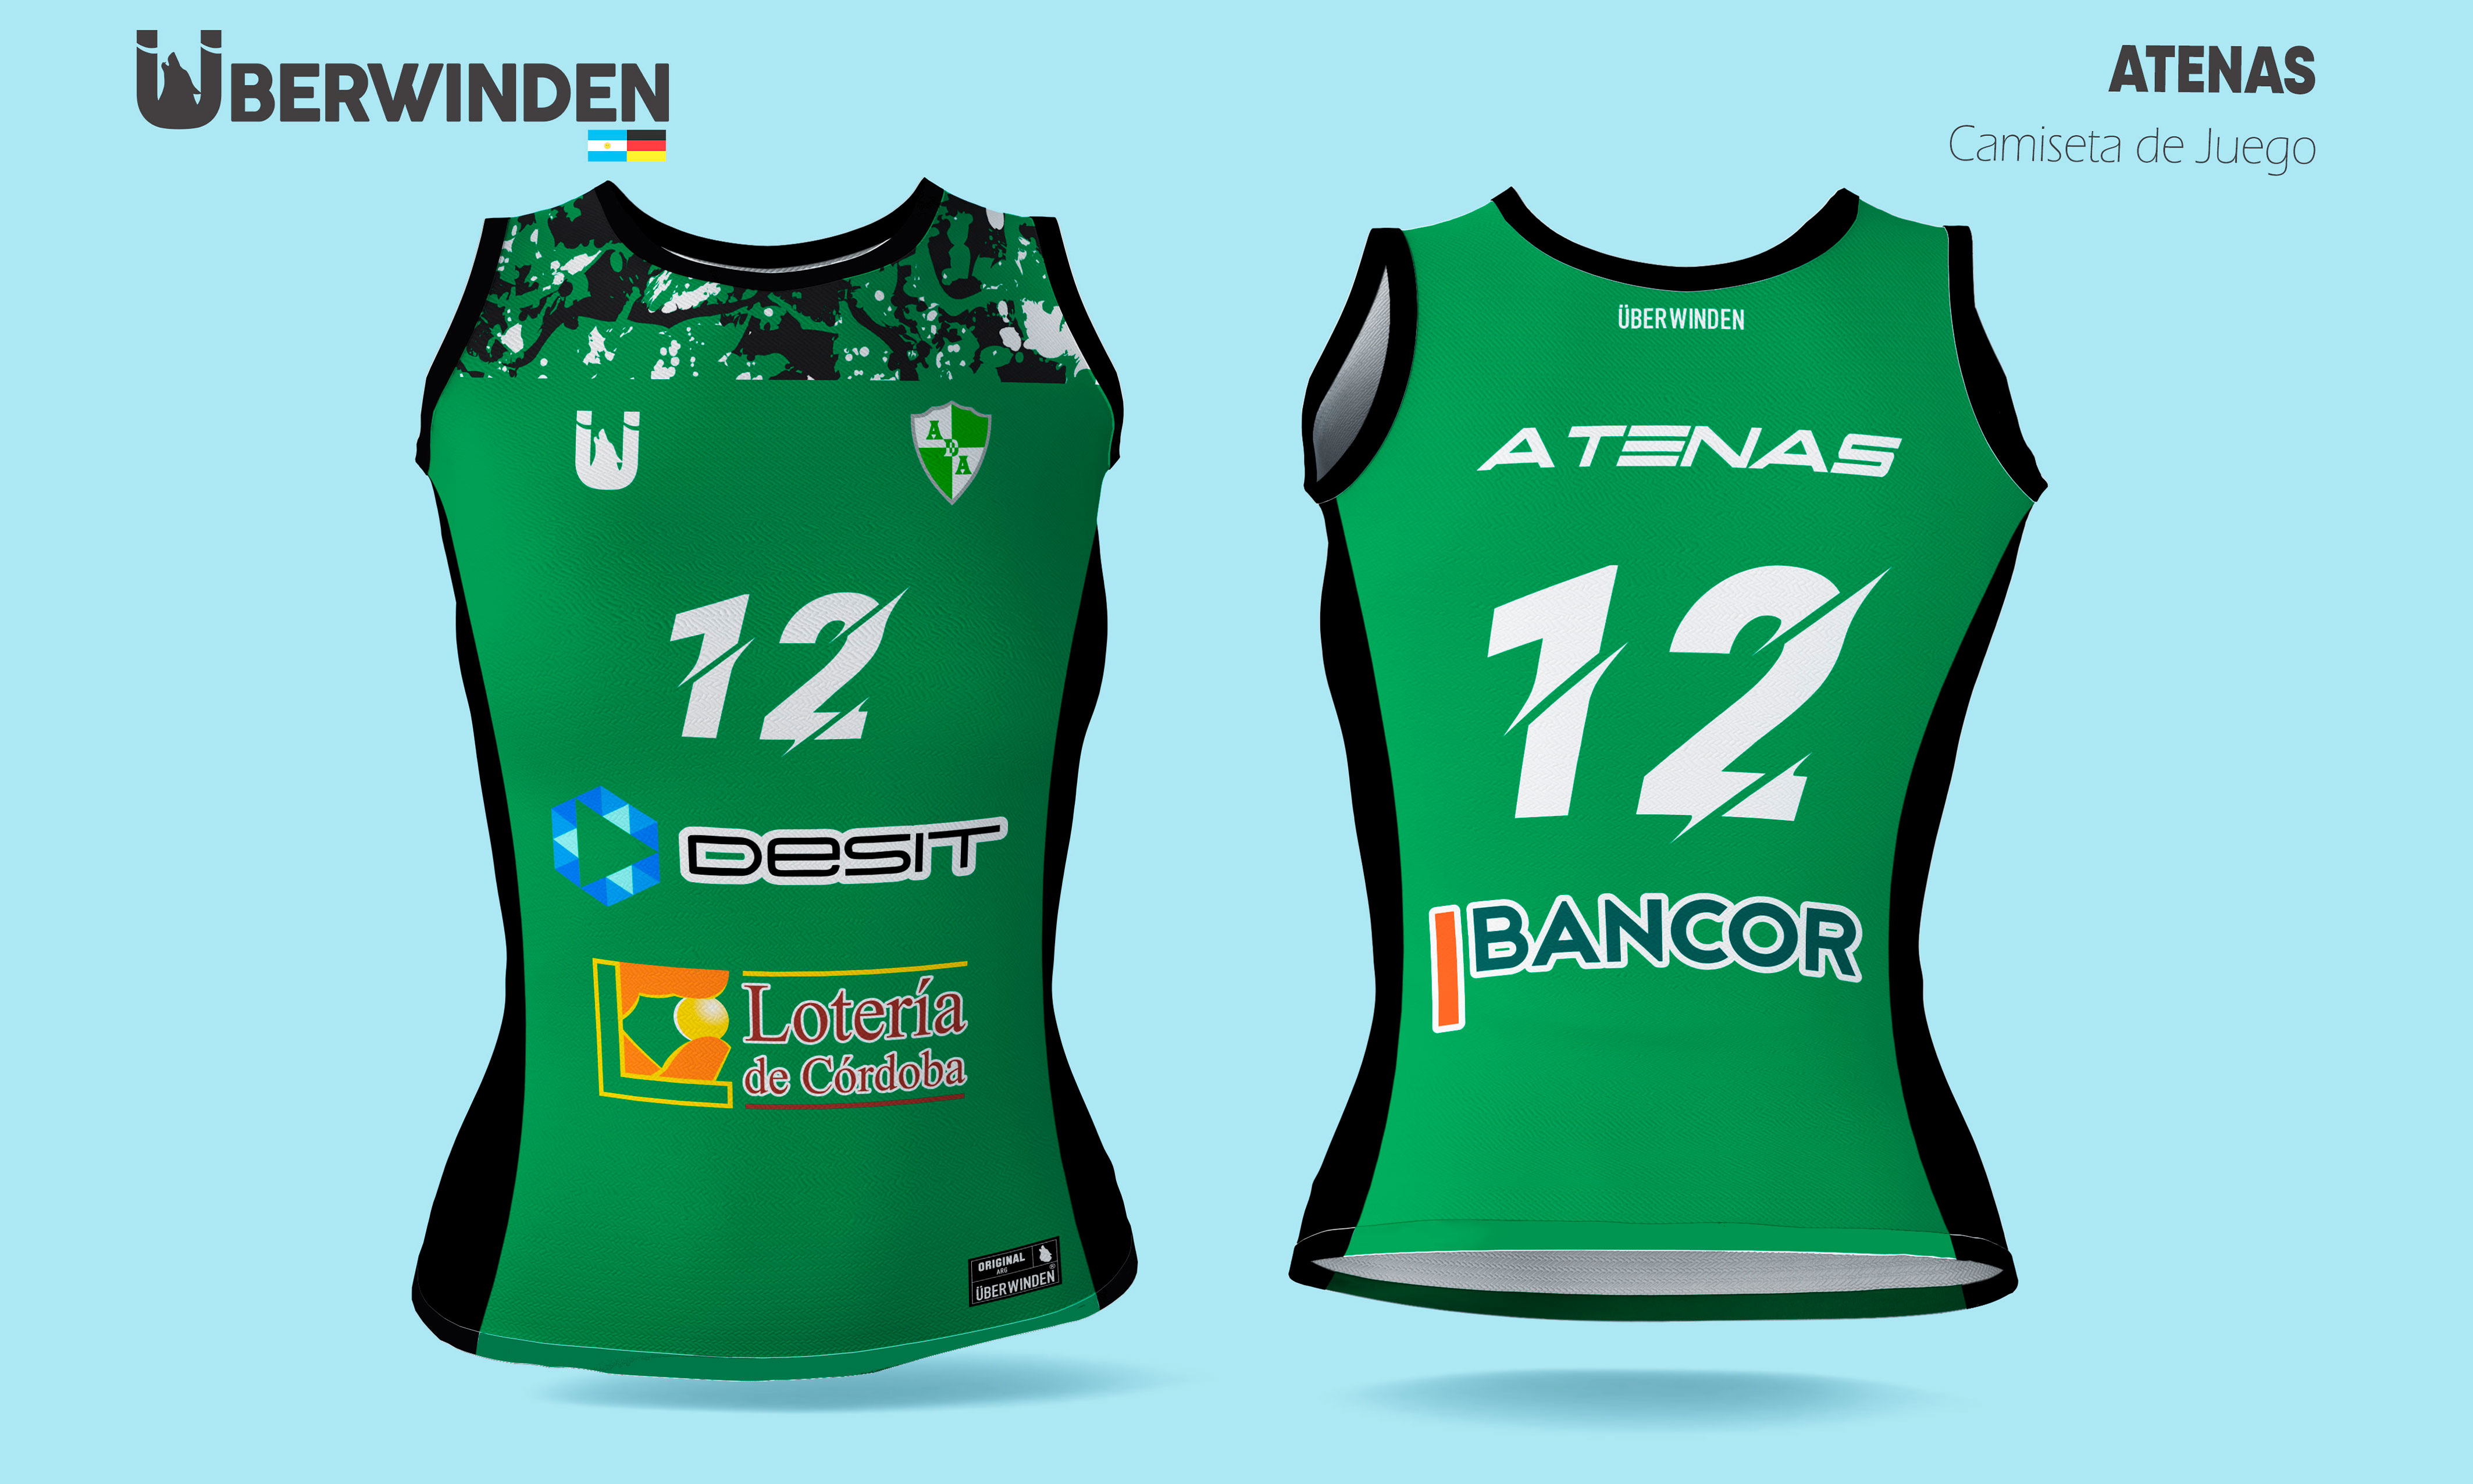 ÜBERWINDEN
ATENAS
Camiseta de Juego
ADA
12
DESIT
Lotería
de Córdoba
ORIGINAL
ARG
ÜBERWINDEN®
ÜBERWINDEN
ATENAS
12
BANCOR